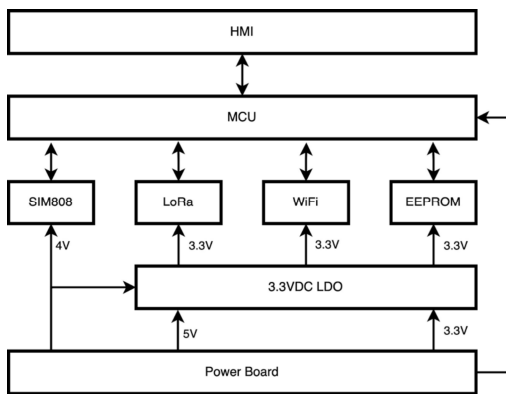 HMI
MCU
SIM808
LoRa
WiFi
EEPROM
4V
3.3V
3.3V
3.3V
3.3VDC LDO
5V
3.3V
Power Board